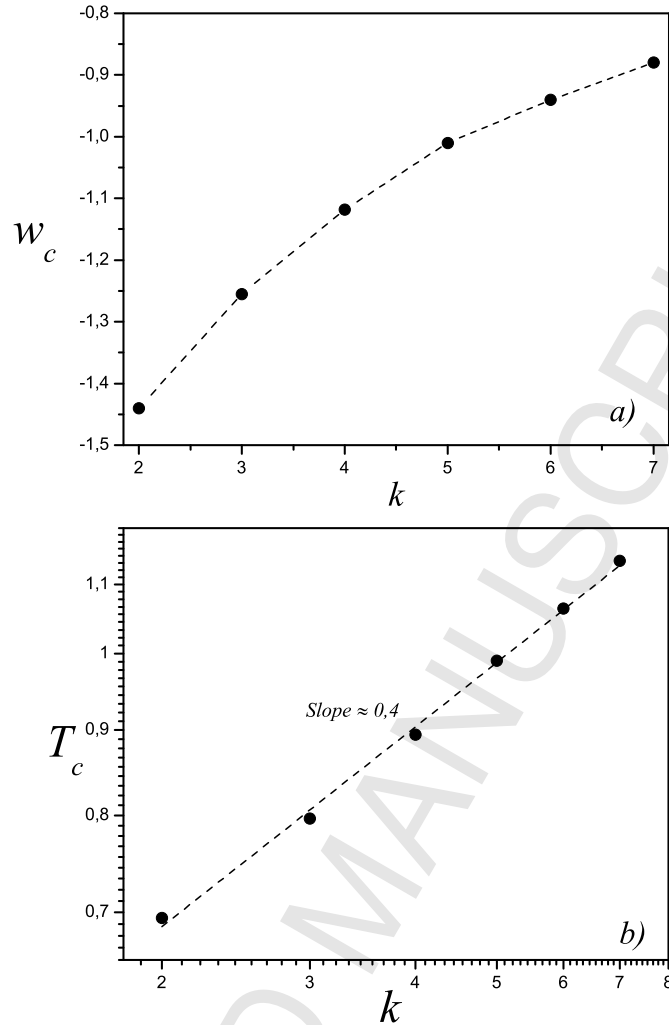 -0,8
-0,9
-1,0
-1,1
-1,2
-1,3
-1,4
-1,5
w_c
2 3 4 5 6 7
k
a)
1,1
1
0,9
0,8
0,7
T_c
Slope ≈ 0,4
2 3 4 5 6 7 8
k
b)
D MANUSCRI